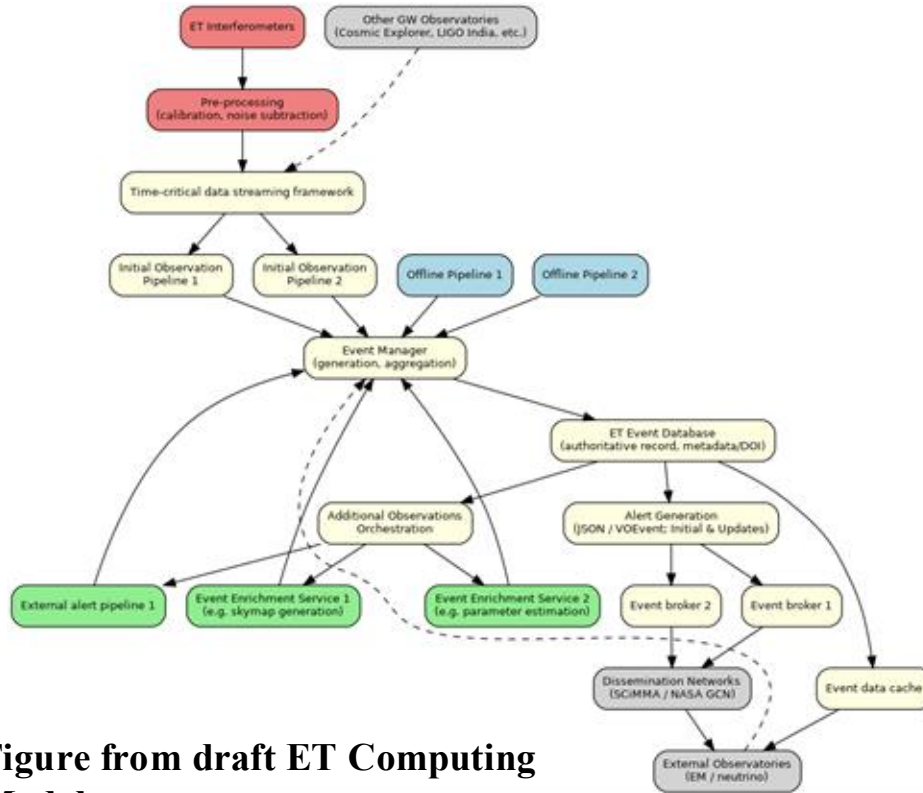 ET Interferometers
Other GW Observatories
(Cosmic Explorer, LIGO India, etc.)
Pre-processing
(calibration, noise subtraction)
Time-critical data streaming framework
Initial Observation
Pipeline 1
Initial Observation
Pipeline 2
Offline Pipeline 1
Offline Pipeline 2
Event Manager
(generation, aggregation)
ET Event Database
(authoritative record, metadata/DOI)
Additional Observations
Orchestration
Alert Generation
(JSON / VOEvent; Initial & Updates)
External alert pipeline 1
Event Enrichment Service 1
(e.g. skymap generation)
Event Enrichment Service 2
(e.g. parameter estimation)
Event broker 2
Event broker 1
Dissemination Networks
(SCiMMA / NASA GCN)
Event data cache
External Observatories
(EM / neutrino)
Figure from draft ET Computing